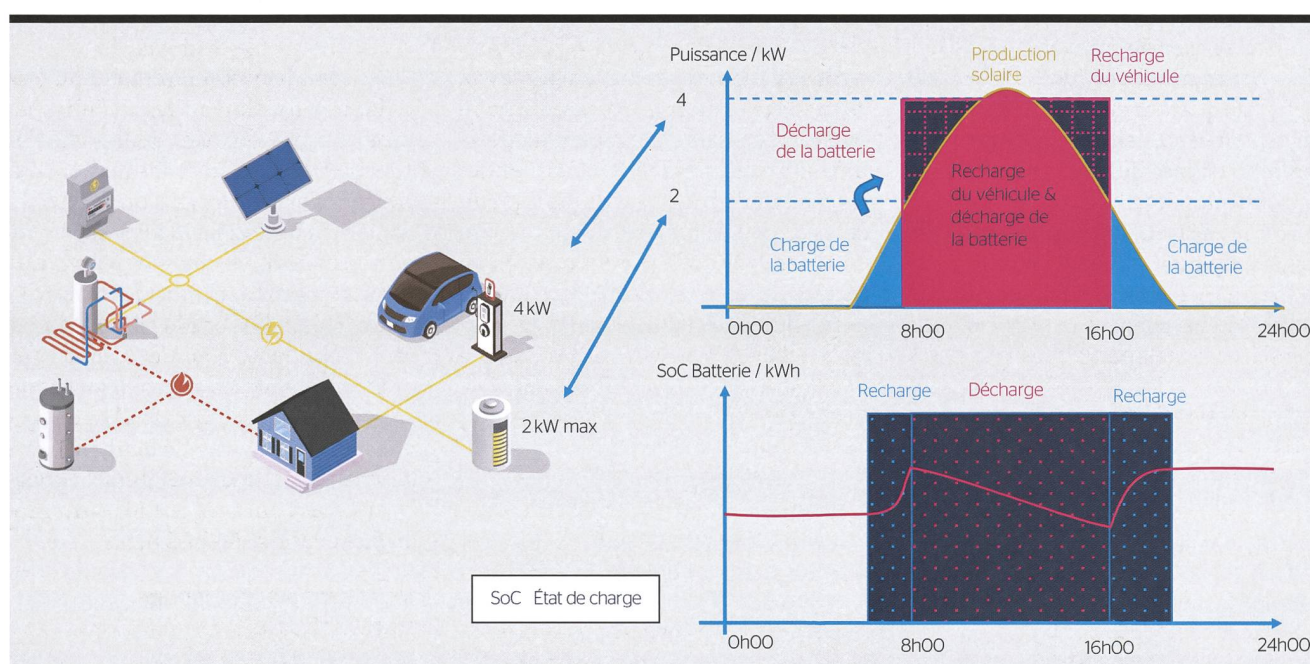 4 kW
2 kW max
SoC État de charge
Puissance / kW
4
2
Production
solaire
Recharge
du véhicule
Décharge
de la batterie
Recharge
du véhicule &
décharge de
la batterie
Charge de
la batterie
Charge de
la batterie
0h00
8h00
16h00
24h00
SoC Batterie / kWh
Recharge
Décharge
Recharge
0h00
8h00
16h00
24h00